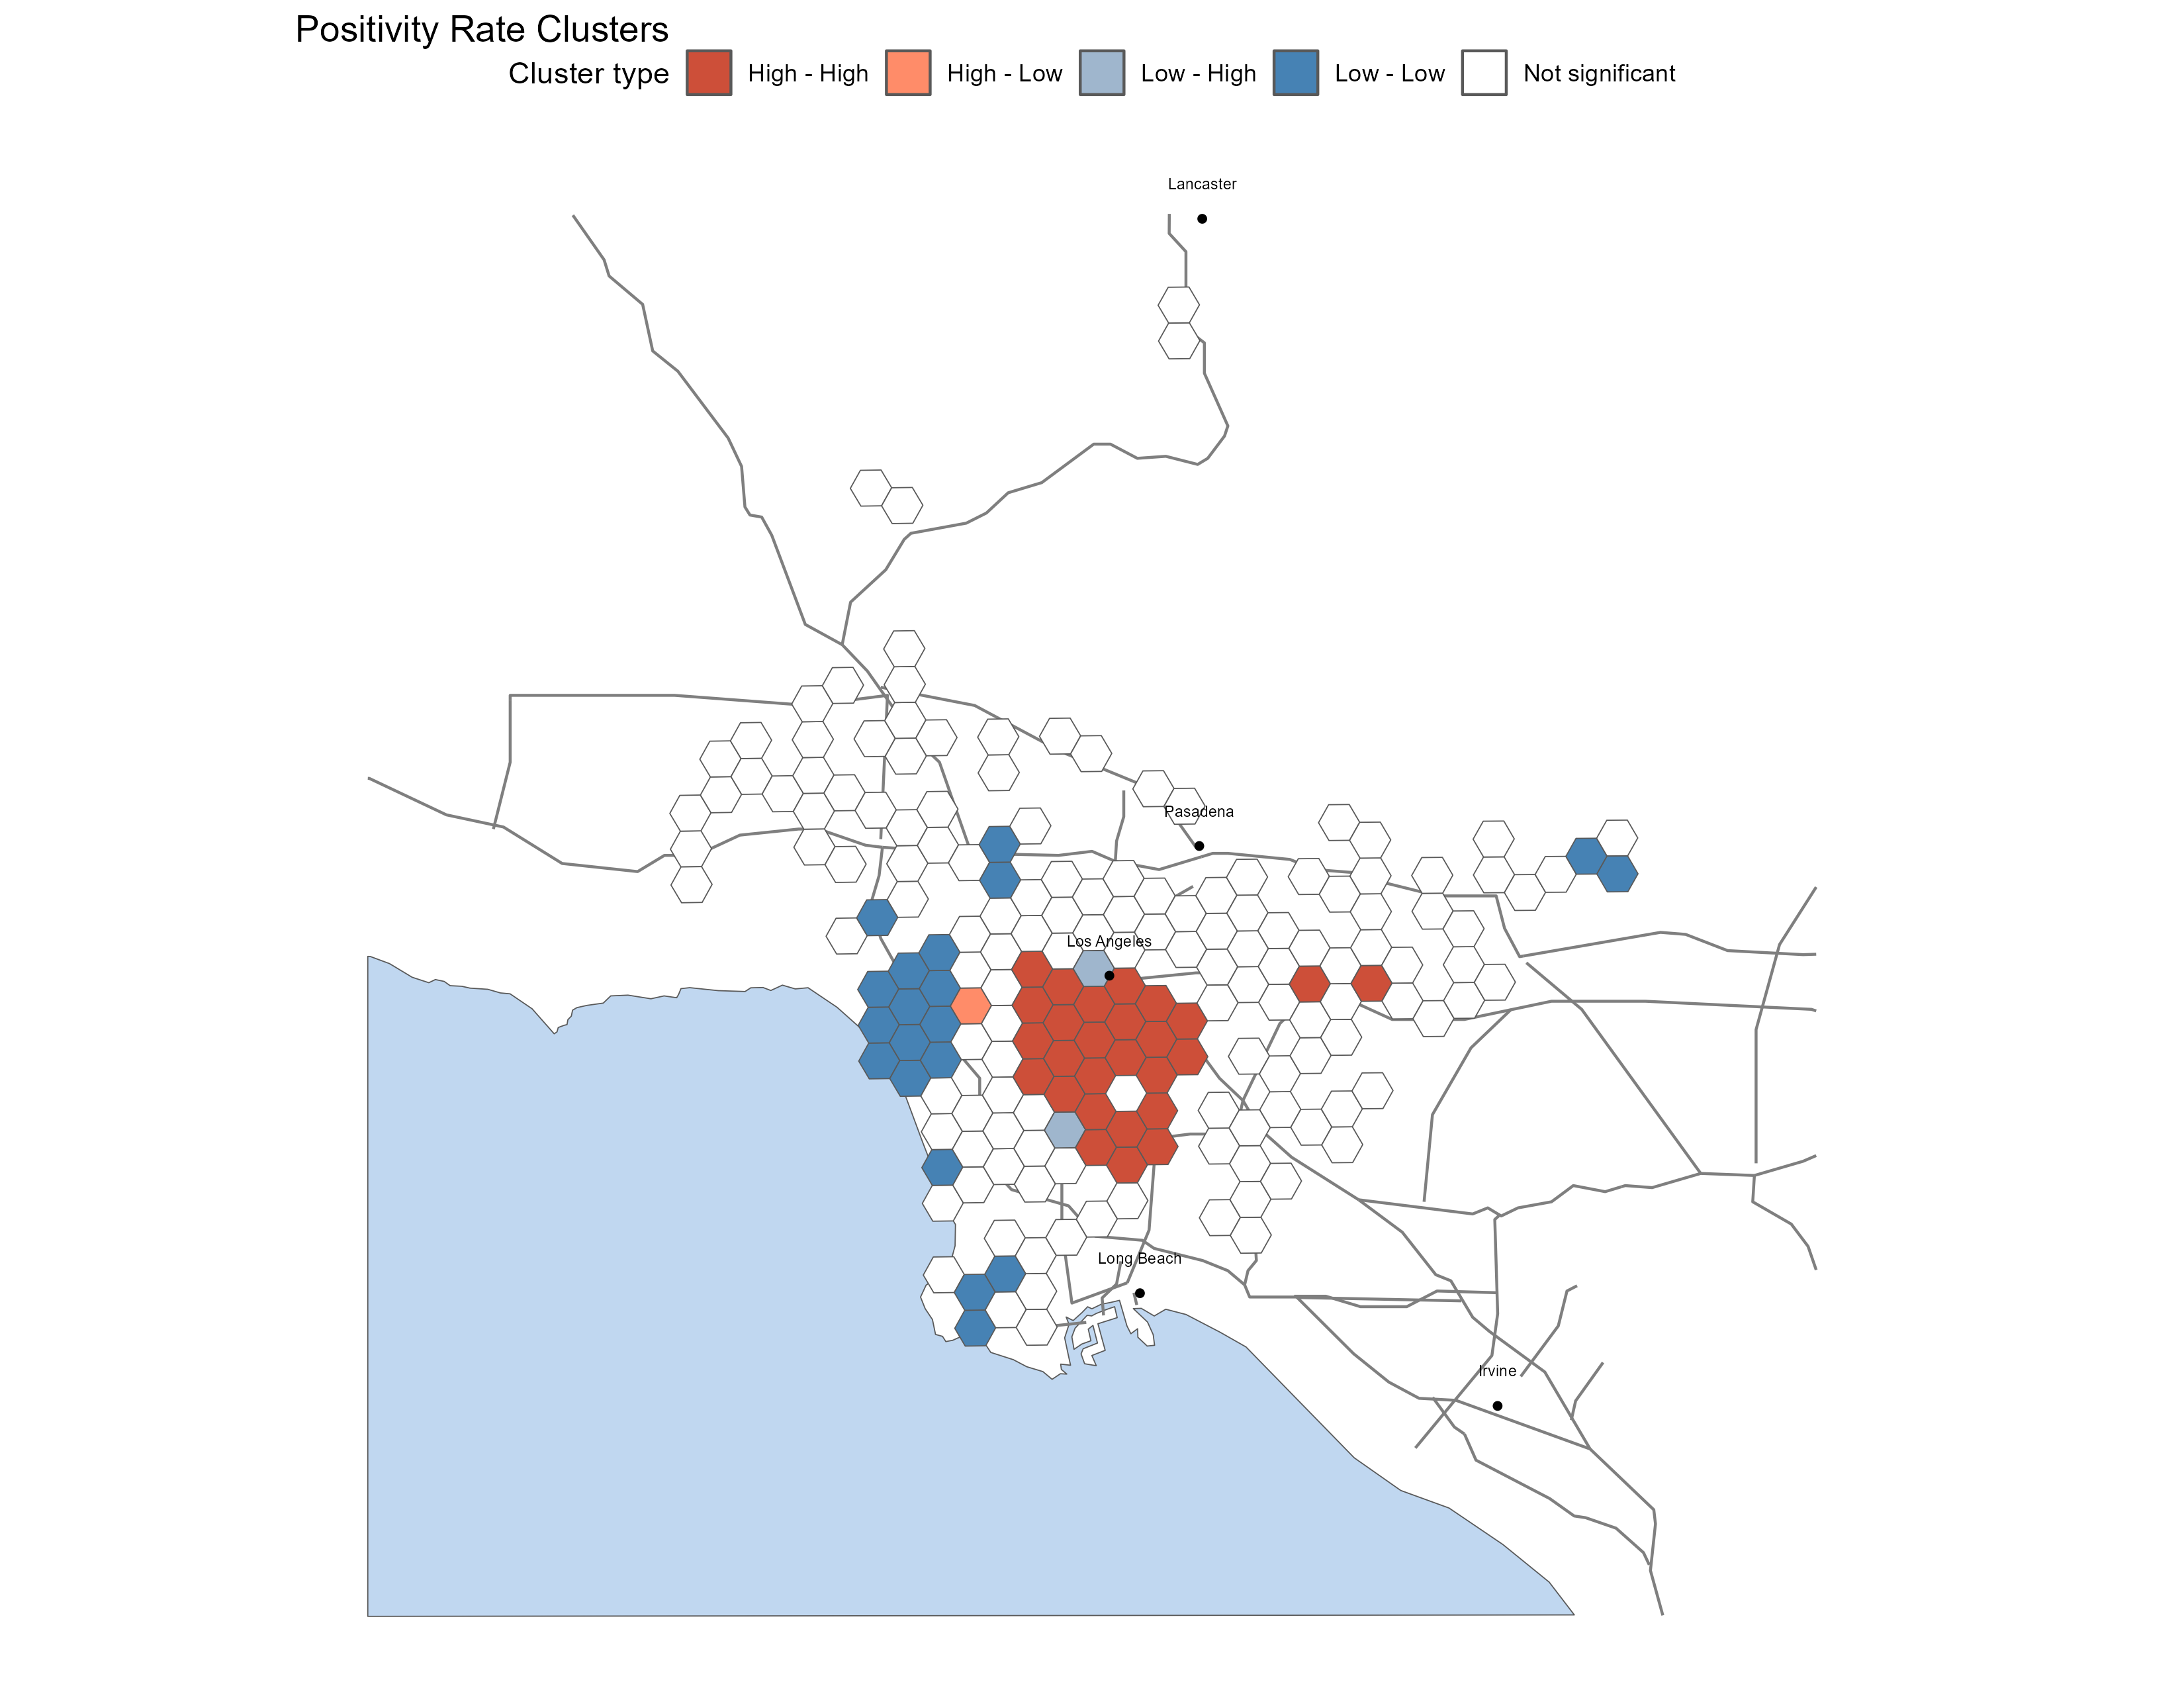 Positivity Rate Clusters
Cluster type High - High High - Low Low - High Low - Low Not significant
Lancaster
Pasadena
Los Angeles
Long Beach
Irvine